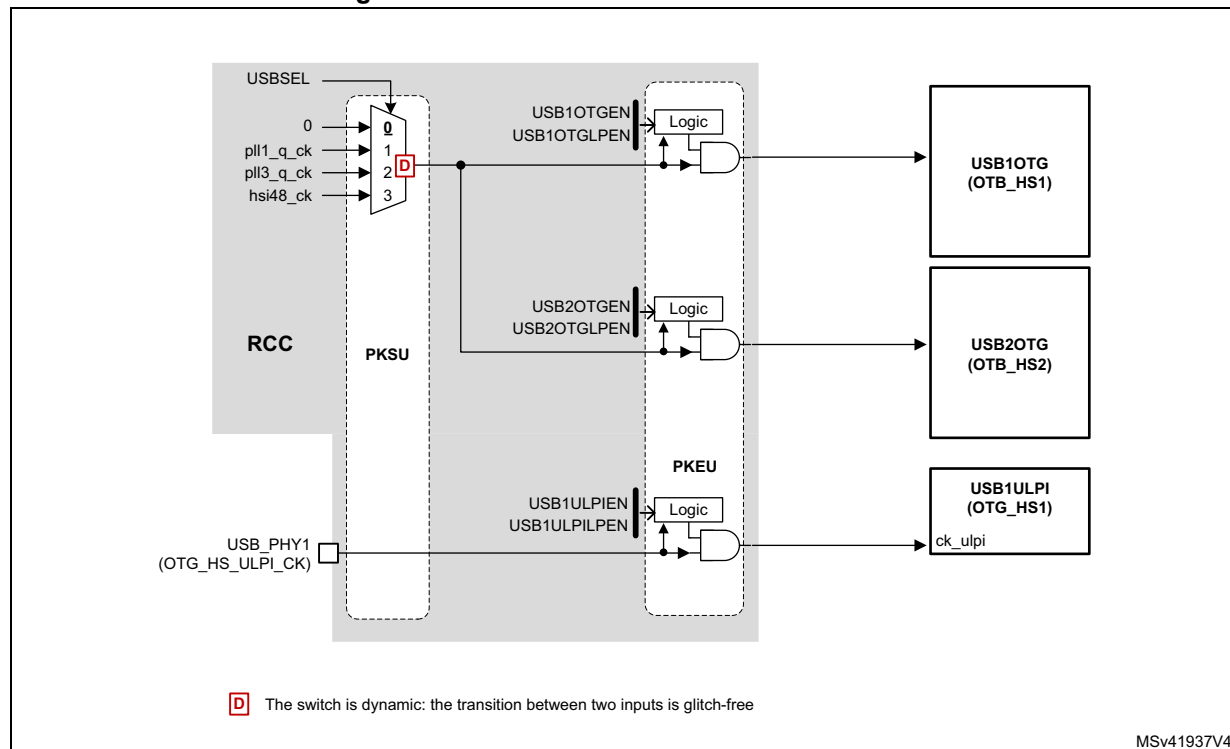 g
USBSEL
0
pll1_q_ck
pll3_q_ck
hsi48_ck
0
1
2
3
D
USB1OTGEN
USB1OTGLPEN
Logic
USB1OTG
(OTB_HS1)
RCC
PKSU
USB2OTGEN
USB2OTGLPEN
Logic
USB2OTG
(OTB_HS2)
PKEU
USB_PHY1
(OTG_HS_ULPI_CK)
USB1ULPIEN
USB1ULPILPEN
Logic
USB1ULPI
(OTG_HS1)
ck_ulpi
D The switch is dynamic: the transition between two inputs is glitch-free
MSv41937V4